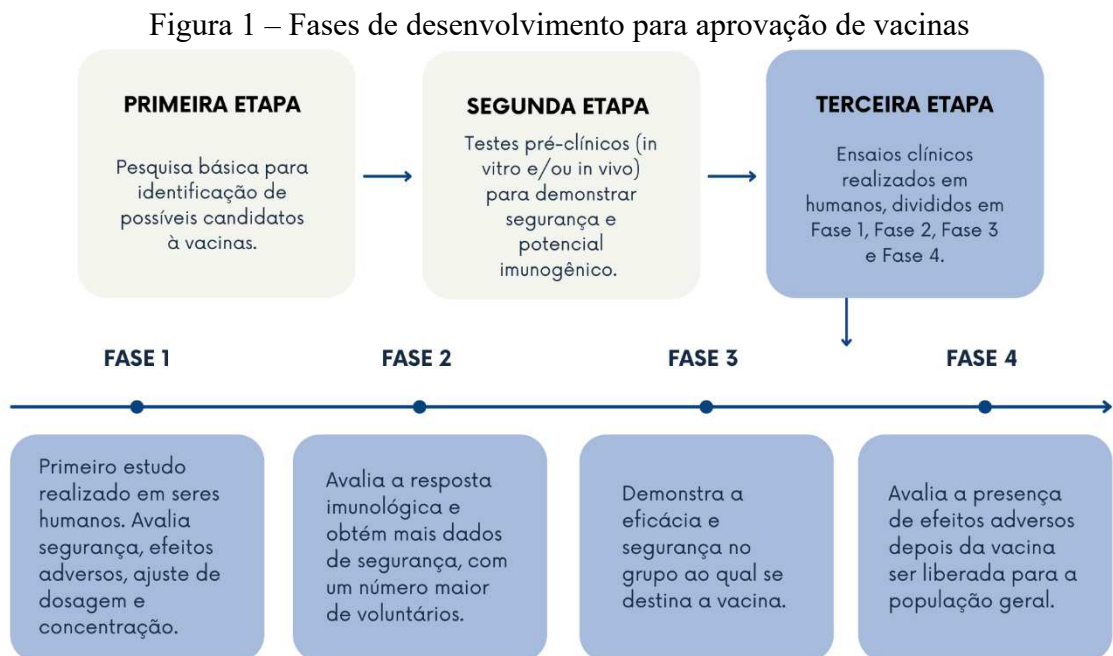 Figura 1 – Fases de desenvolvimento para aprovação de vacinas
PRIMEIRA ETAPA
Pesquisa básica para
identificação de
possíveis candidatos
à vacinas.
SEGUNDA ETAPA
Testes pré-clínicos (in
vitro e/ou in vivo)
para demonstrar
segurança e
potencial
imunogênico.
TERCEIRA ETAPA
Ensaios clínicos
realizados em
humanos, divididos em
Fase 1, Fase 2, Fase 3
e Fase 4.
FASE 1
Primeiro estudo
realizado em seres
humanos. Avalia
segurança, efeitos
adversos, ajuste de
dosagem e
concentração.
FASE 2
Avalia a resposta
imunológica e
obtém mais dados
de segurança, com
um número maior
de voluntários.
FASE 3
Demonstra a
eficácia e
segurança no
grupo ao qual se
destina a vacina.
FASE 4
Avalia a presença
de efeitos adversos
depois da vacina
ser liberada para a
população geral.